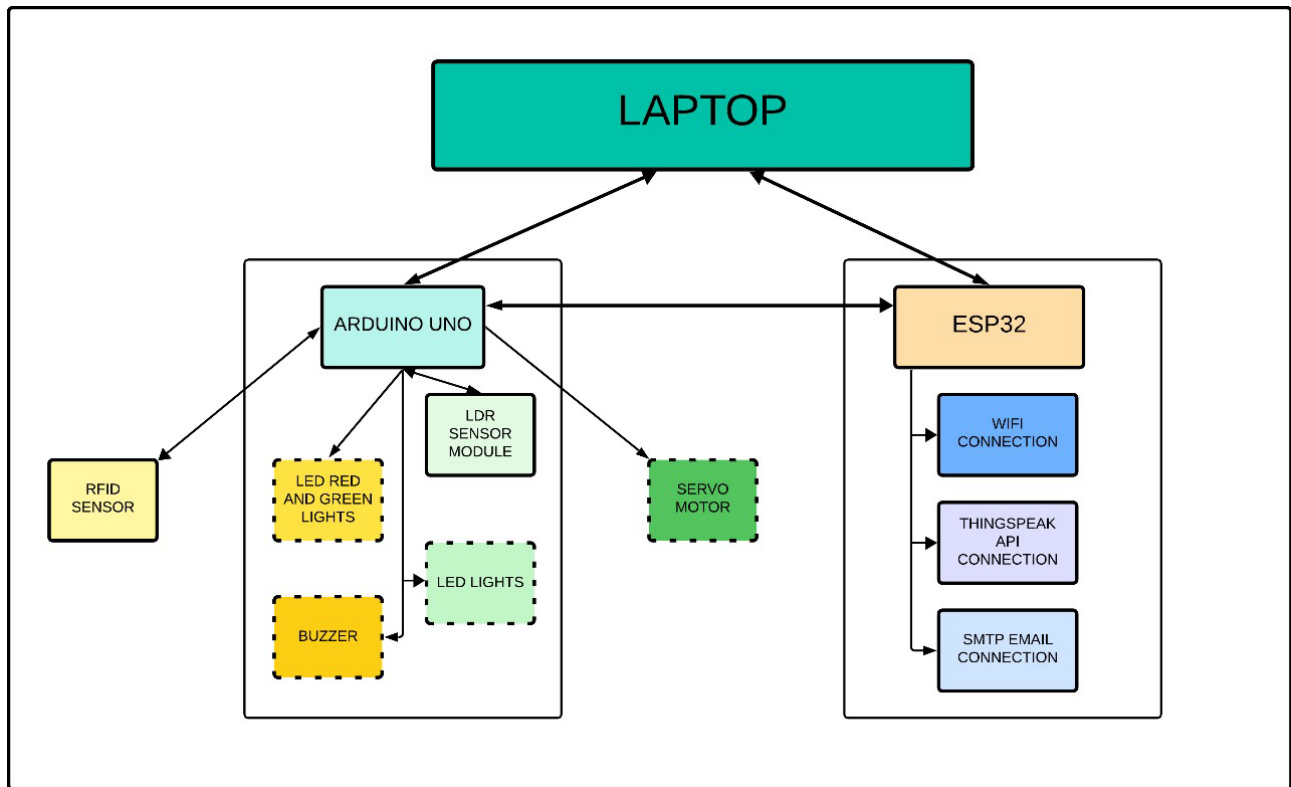 LAPTOP
ARDUINO UNO
ESP32
LDR
SENSOR
MODULE
WIFI
CONNECTION
RFID
SENSOR
LED RED
AND GREEN
LIGHTS
SERVO
MOTOR
THINGSPEAK
API
CONNECTION
LED LIGHTS
BUZZER
SMTP EMAIL
CONNECTION